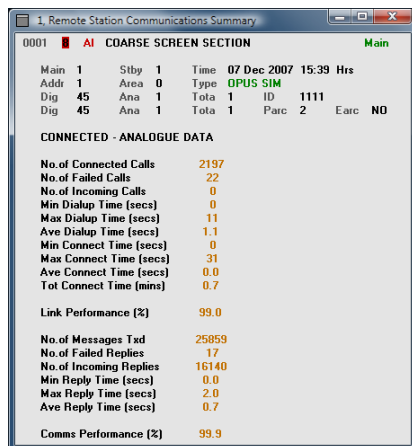 1, Remote Station Communications Summary
0001 AI COARSE SCREEN SECTION Main
Main 1 Stby 1 Time 07 Dec 2007 15:39 Hrs
Addr 1 Area 0 Type OPUS SIM
Dig 45 Ana 1 Tota 1 ID 1111
Dig 45 Ana 1 Tota 1 Parc 2 Earc NO
CONNECTED - ANALOGUE DATA
No.of Connected Calls 2197
No.of Failed Calls 22
No.of Incoming Calls 0
Min Dialup Time (secs) 0
Max Dialup Time (secs) 11
Ave Dialup Time (secs) 1.1
Min Connect Time (secs) 0
Max Connect Time (secs) 31
Ave Connect Time (secs) 0.0
Tot Connect Time (mins) 0.7
Link Performance (%) 99.0
No.of Messages Txd 25859
No.of Failed Replies 17
No.of Incoming Replies 16140
Min Reply Time (secs) 0.0
Max Reply Time (secs) 2.0
Ave Reply Time (secs) 0.7
Comms Performance (%) 99.9